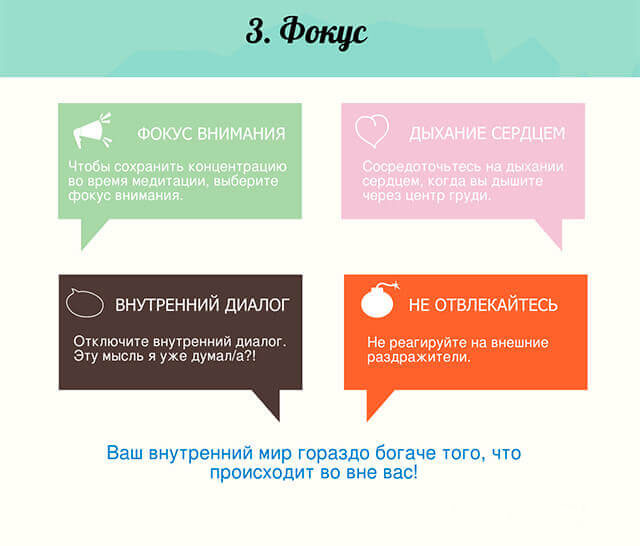 3. Фокус
ФОКУС ВНИМАНИЯ
Чтобы сохранить концентрацию
во время медитации, выберите
фокус внимания.
ДЫХАНИЕ СЕРДЦЕМ
Сосредоточьтесь на дыхании
сердцем, когда вы дышите
через центр груди.
ВНУТРЕННИЙ ДИАЛОГ
Отключите внутренний диалог.
Эту мысль я уже думал/а?!
НЕ ОТВЛЕКАЙТЕСЬ
Не реагируйте на внешние
раздражители.
Ваш внутренний мир гораздо богаче того, что
происходит во вне вас!